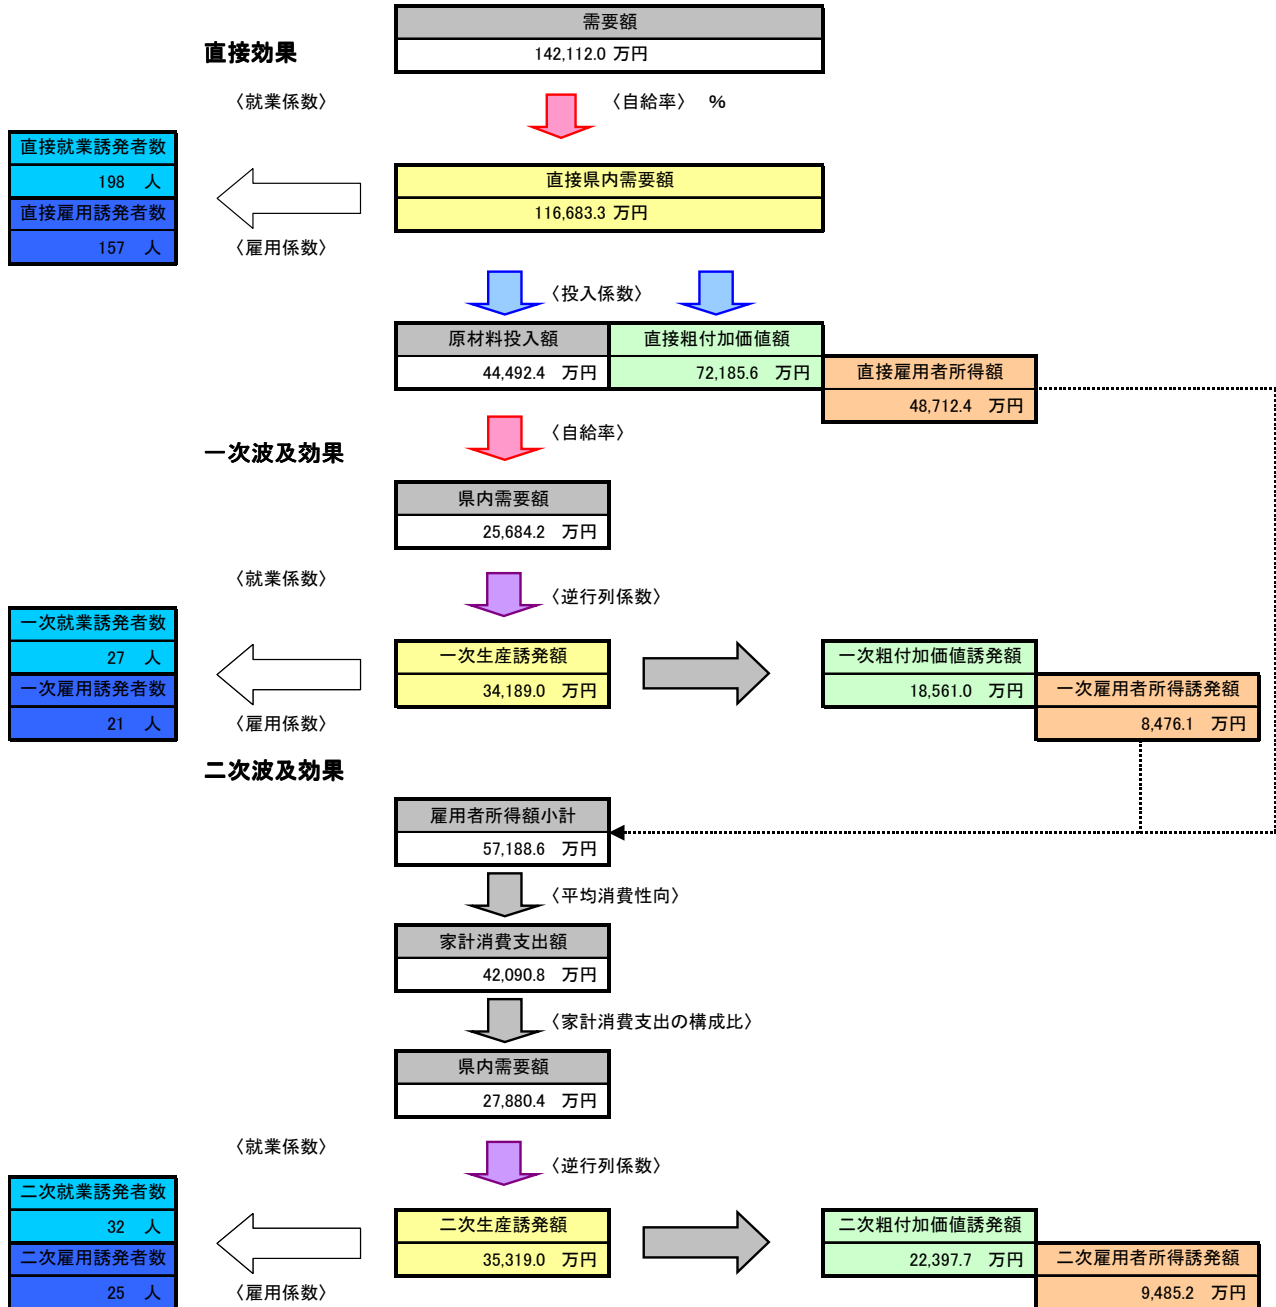 需要額
直接効果
142,112.0 万円
〈就業係数〉
〈自給率〉 %
直接就業誘発者数
198 人
直接雇用誘発者数
157 人
直接県内需要額
116,683.3 万円
〈雇用係数〉
〈投入係数〉
原材料投入額
44,492.4 万円
直接粗付加価値額
72,185.6 万円
直接雇用者所得額
48,712.4 万円
〈自給率〉
一次波及効果
県内需要額
25,684.2 万円
〈就業係数〉
〈逆行列係数〉
一次就業誘発者数
27 人
一次雇用誘発者数
21 人
一次生産誘発額
34,189.0 万円
一次粗付加価値誘発額
18,561.0 万円
一次雇用者所得誘発額
8,476.1 万円
〈雇用係数〉
二次波及効果
雇用者所得額小計
57,188.6 万円
〈平均消費性向〉
家計消費支出額
42,090.8 万円
〈家計消費支出の構成比〉
県内需要額
27,880.4 万円
〈就業係数〉
〈逆行列係数〉
二次就業誘発者数
32 人
二次雇用誘発者数
25 人
二次生産誘発額
35,319.0 万円
二次粗付加価値誘発額
22,397.7 万円
二次雇用者所得誘発額
9,485.2 万円
〈雇用係数〉